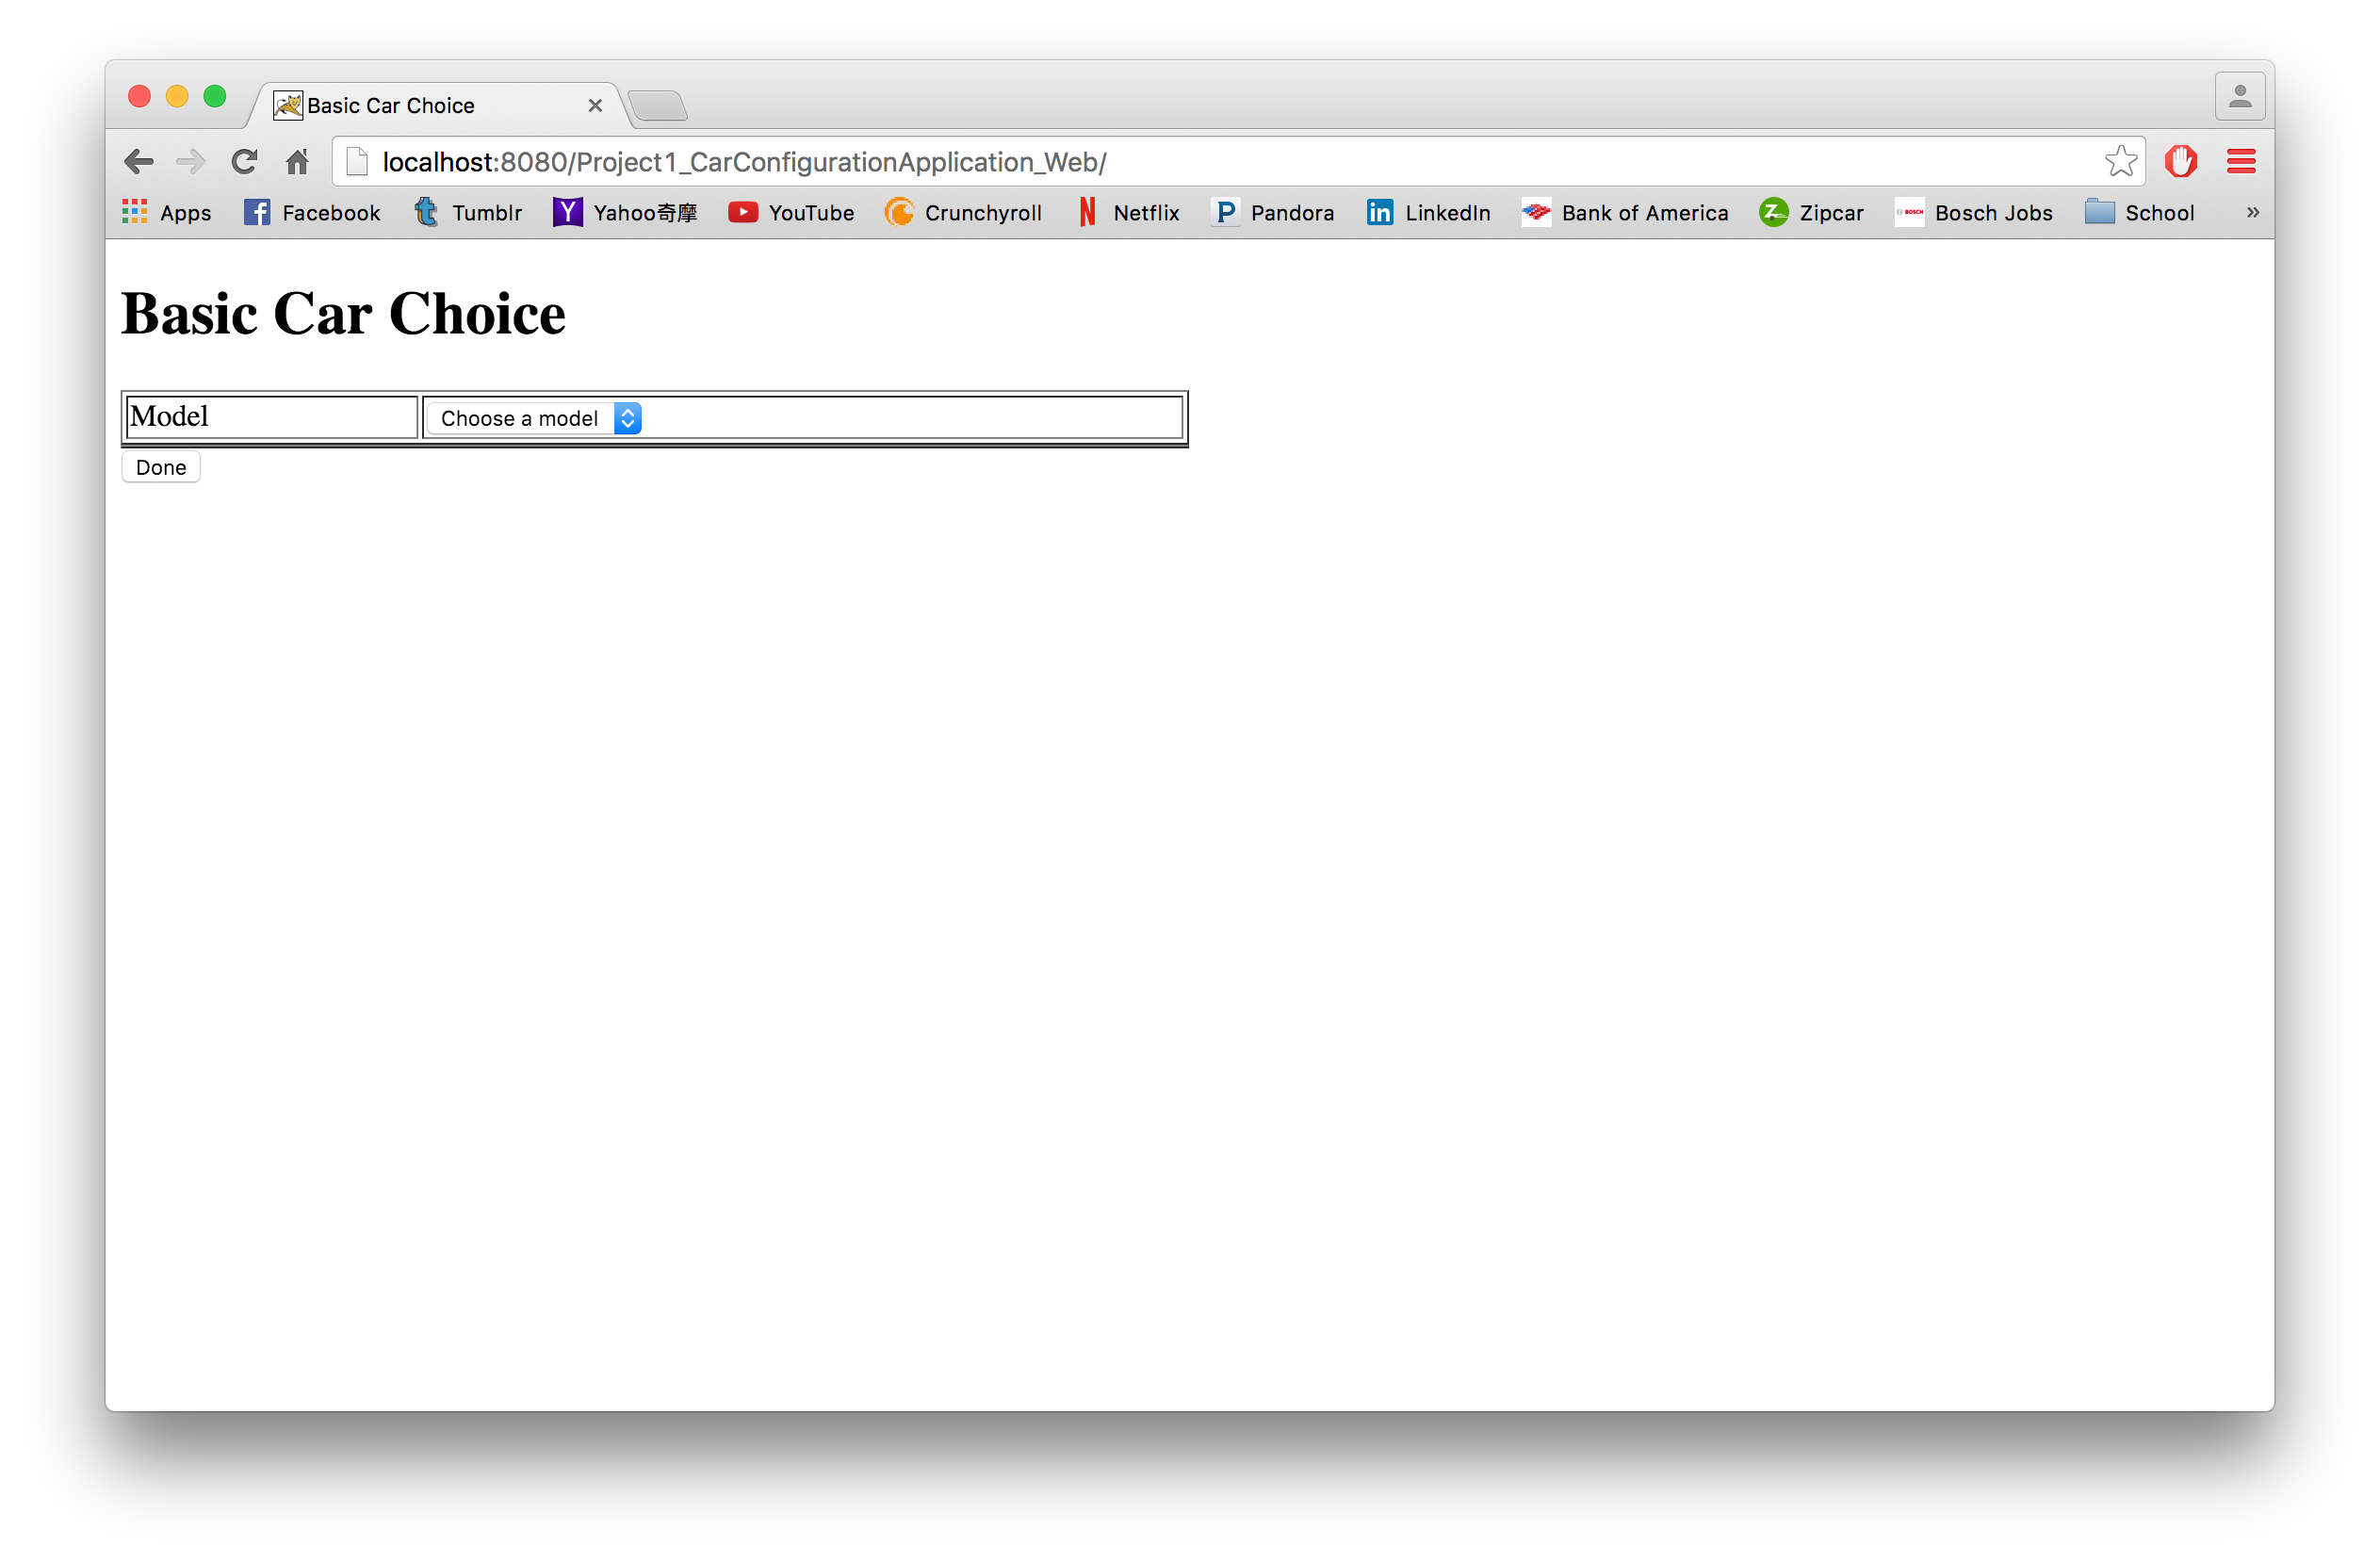 Basic Car Choice
localhost:8080/Project1_CarConfigurationApplication_Web/
Apps Facebook Tumblr Yahoo奇摩 YouTube Crunchyroll Netflix Pandora LinkedIn Bank of America Zipcar BOSCH Bosch Jobs School »
Basic Car Choice
Model Choose a model
Done